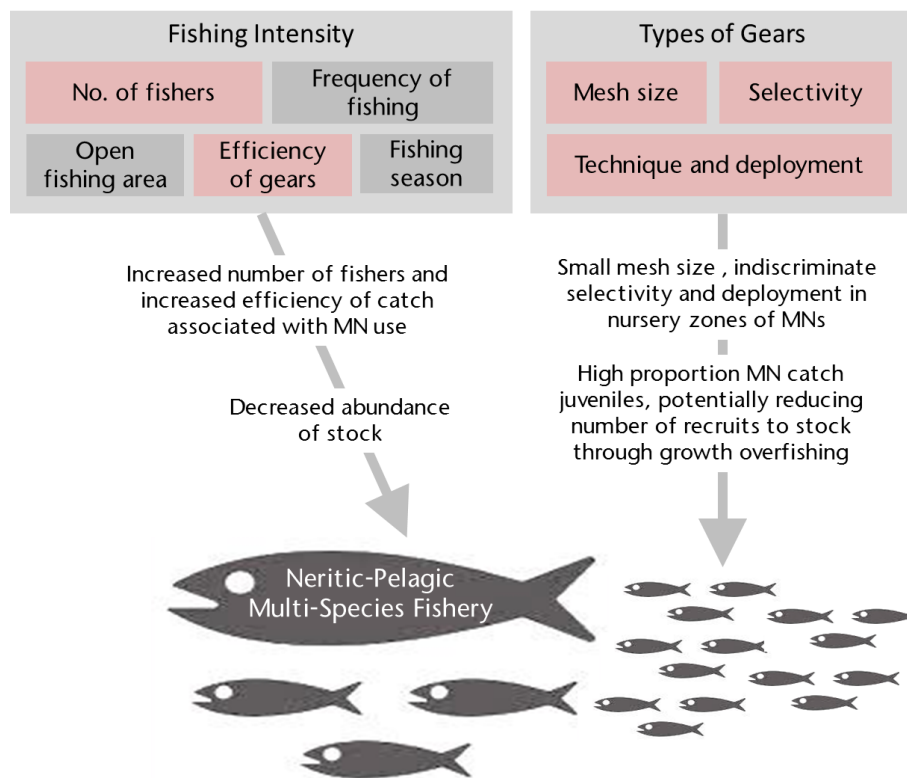 Fishing Intensity
No. of fishers
Frequency of
fishing
Open
fishing area
Efficiency
of gears
Fishing
season
Types of Gears
Mesh size
Selectivity
Technique and deployment
Increased number of fishers and
increased efficiency of catch
associated with MN use
Decreased abundance
of stock
Small mesh size , indiscriminate
selectivity and deployment in
nursery zones of MNs
High proportion MN catch
juveniles, potentially reducing
number of recruits to stock
through growth overfishing
Neritic-Pelagic
Multi-Species Fishery